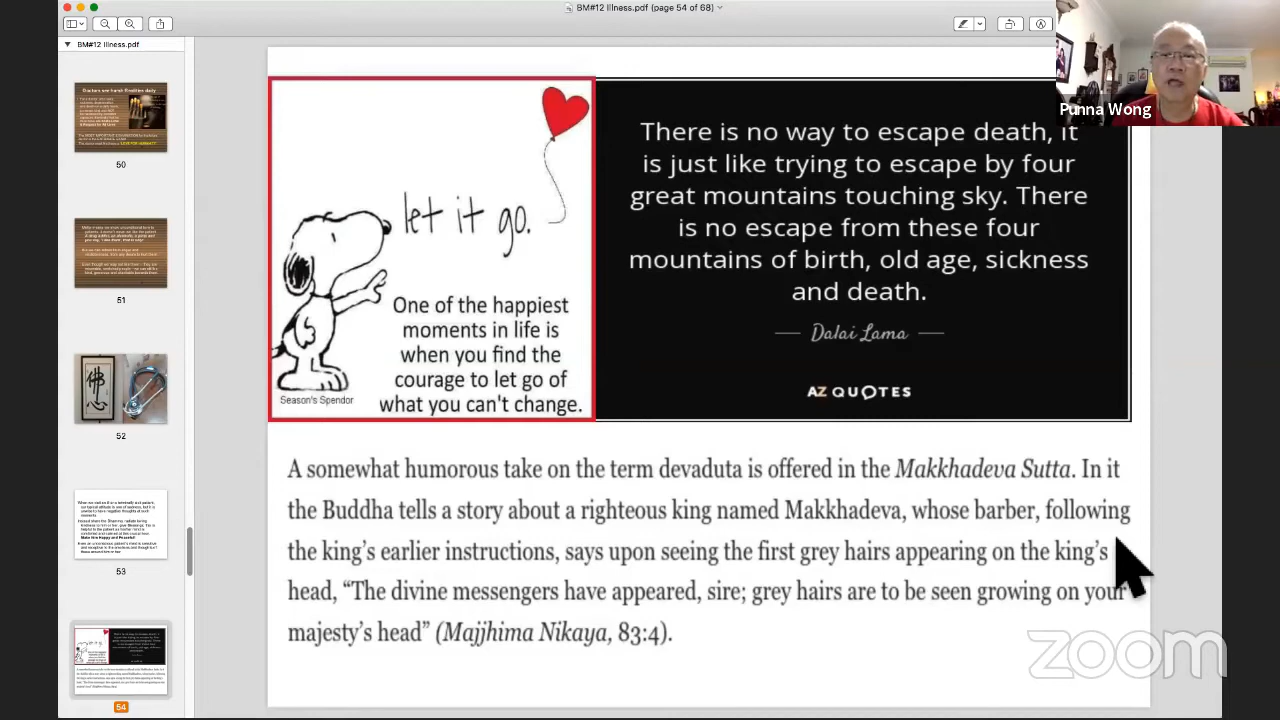 BM#12 Illness.pdf (page 54 of 68)
BM#12 Illness.pdf
Doctors see harsh Realities daily
50
51
佛
心
52
53
54
Punna Wong
let it go.
One of the happiest
moments in life is
when you find the
courage to let go of
what you can't change.
Season's Spendor
There is no way to escape death, it
is just like trying to escape by four
great mountains touching sky. There
is no escape from these four
mountains of birth, old age, sickness
and death.
Dalai Lama
AZ QUOTES
A somewhat humorous take on the term devaduta is offered in the Makkhadeva Sutta. In it
the Buddha tells a story about a righteous king named Makkhadeva, whose barber, following
the king’s earlier instructions, says upon seeing the first grey hairs appearing on the king’s
head, “The divine messengers have appeared, sire; grey hairs are to be seen growing on your
majesty’s head” (Majjhima Nikaya, 83:4).
zoom